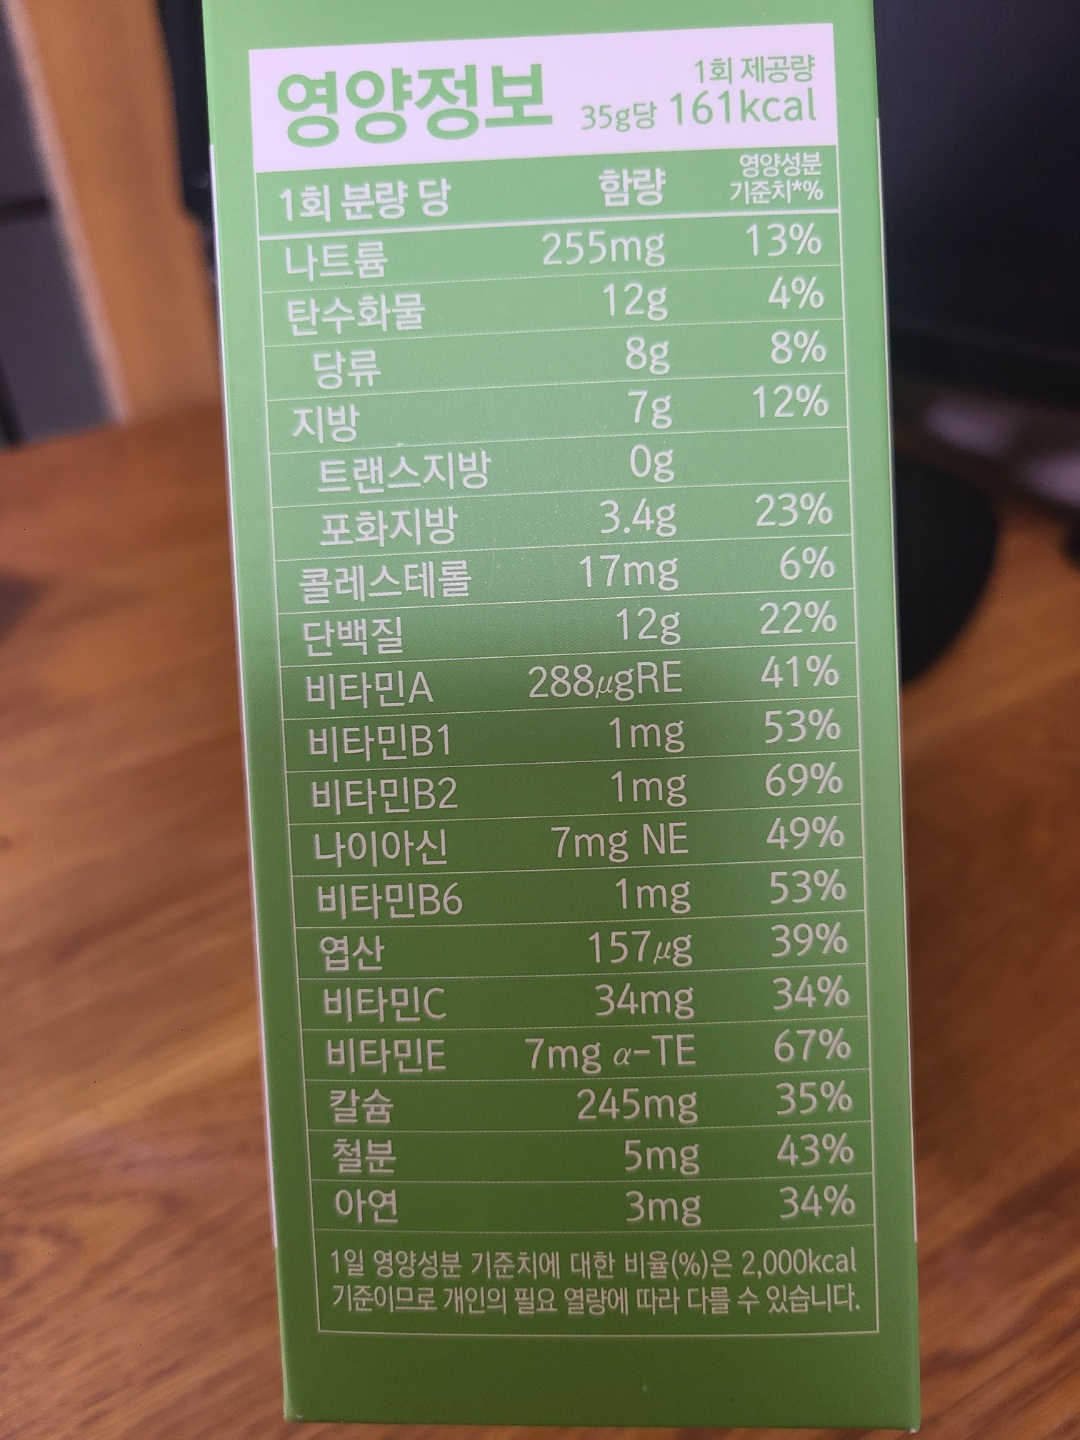 영양정보
1회 제공량
35g당 161kcal
1회 분량 당 함량 영양성분 기준치*%
나트륨 255mg 13%
탄수화물 12g 4%
당류 8g 8%
지방 7g 12%
트랜스지방 0g
포화지방 3.4g 23%
콜레스테롤 17mg 6%
단백질 12g 22%
비타민A 288μgRE 41%
비타민B1 1mg 53%
비타민B2 1mg 69%
나이아신 7mg NE 49%
비타민B6 1mg 53%
엽산 157μg 39%
비타민C 34mg 34%
비타민E 7mg α-TE 67%
칼슘 245mg 35%
철분 5mg 43%
아연 3mg 34%
1일 영양성분 기준치에 대한 비율(%)은 2,000kcal
기준이므로 개인의 필요 열량에 따라 다를 수 있습니다.